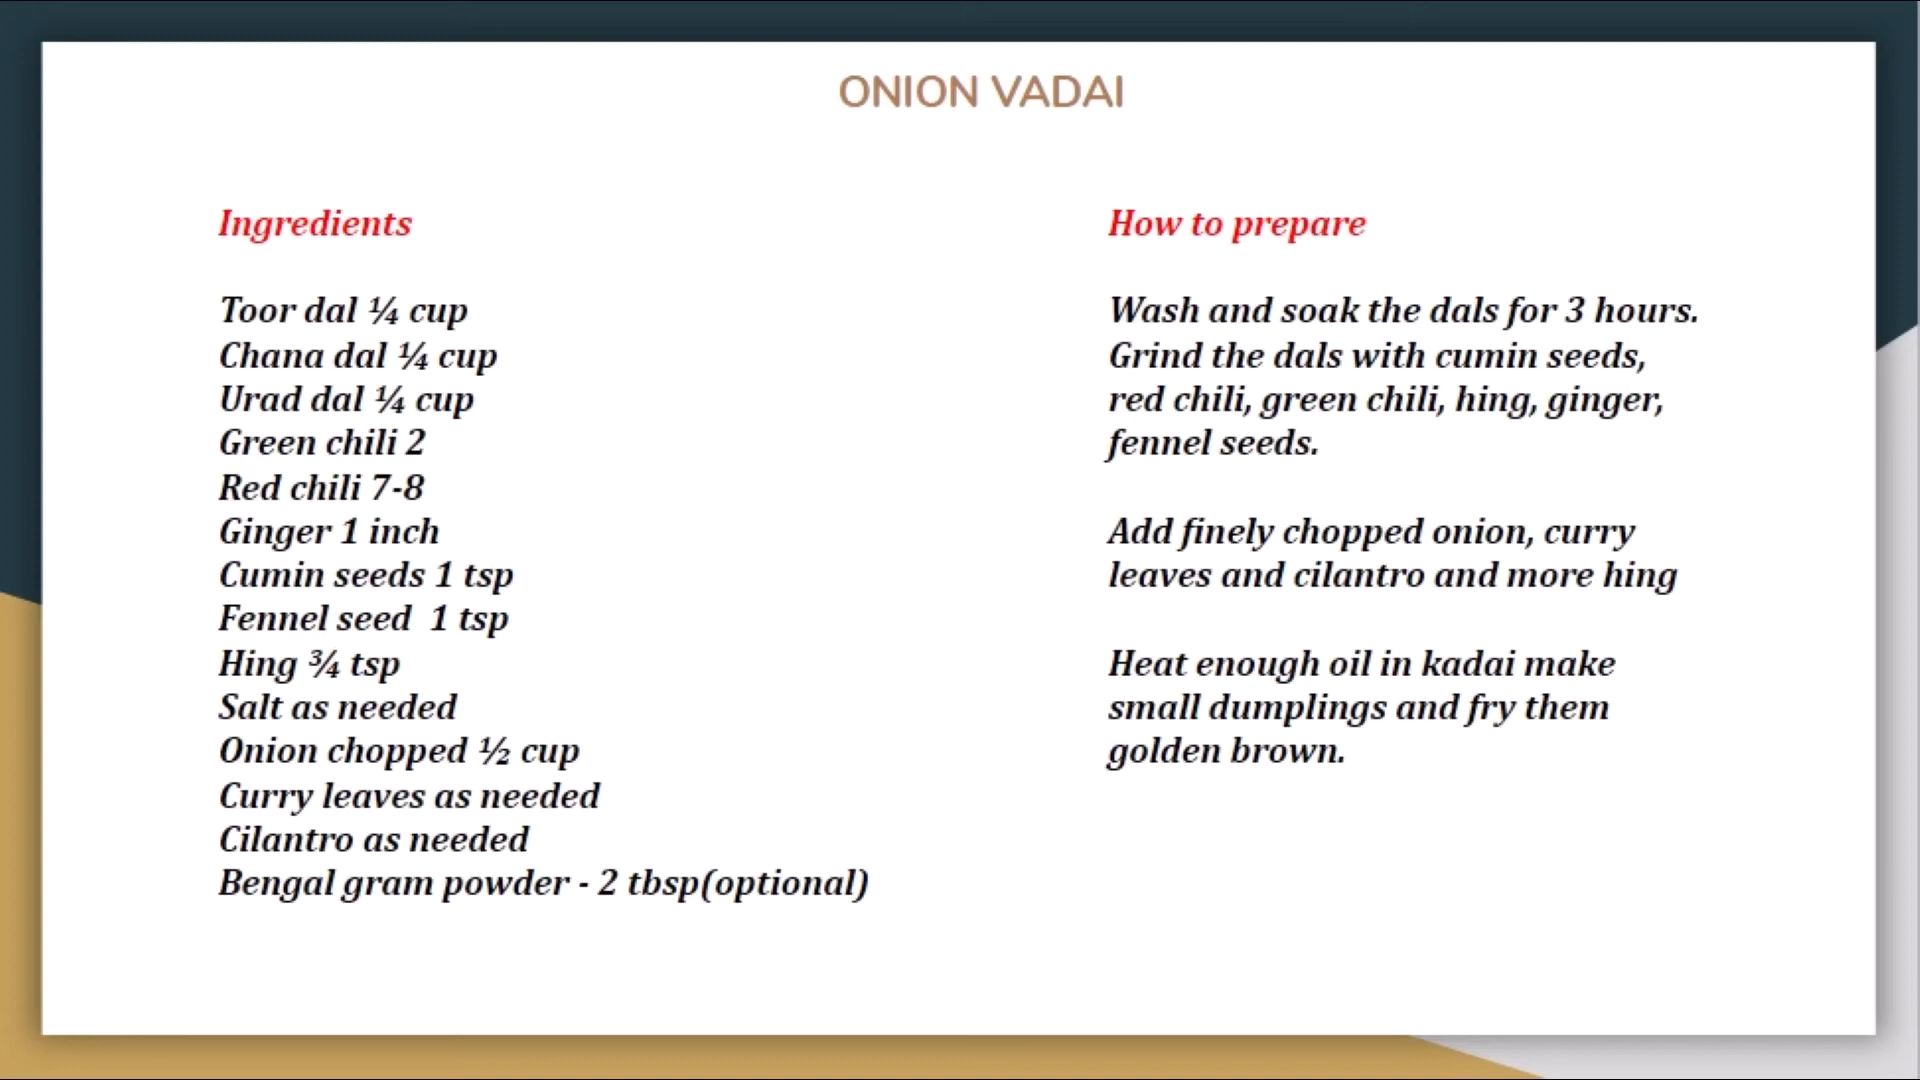 ONION VADAI
Ingredients
Toor dal ¼ cup
Chana dal ¼ cup
Urad dal ¼ cup
Green chili 2
Red chili 7-8
Ginger 1 inch
Cumin seeds 1 tsp
Fennel seed  1 tsp
Hing ¾ tsp
Salt as needed
Onion chopped ½ cup
Curry leaves as needed
Cilantro as needed
Bengal gram powder - 2 tbsp(optional)
How to prepare
Wash and soak the dals for 3 hours.
Grind the dals with cumin seeds,
red chili, green chili, hing, ginger,
fennel seeds.
Add finely chopped onion, curry
leaves and cilantro and more hing
Heat enough oil in kadai make
small dumplings and fry them
golden brown.